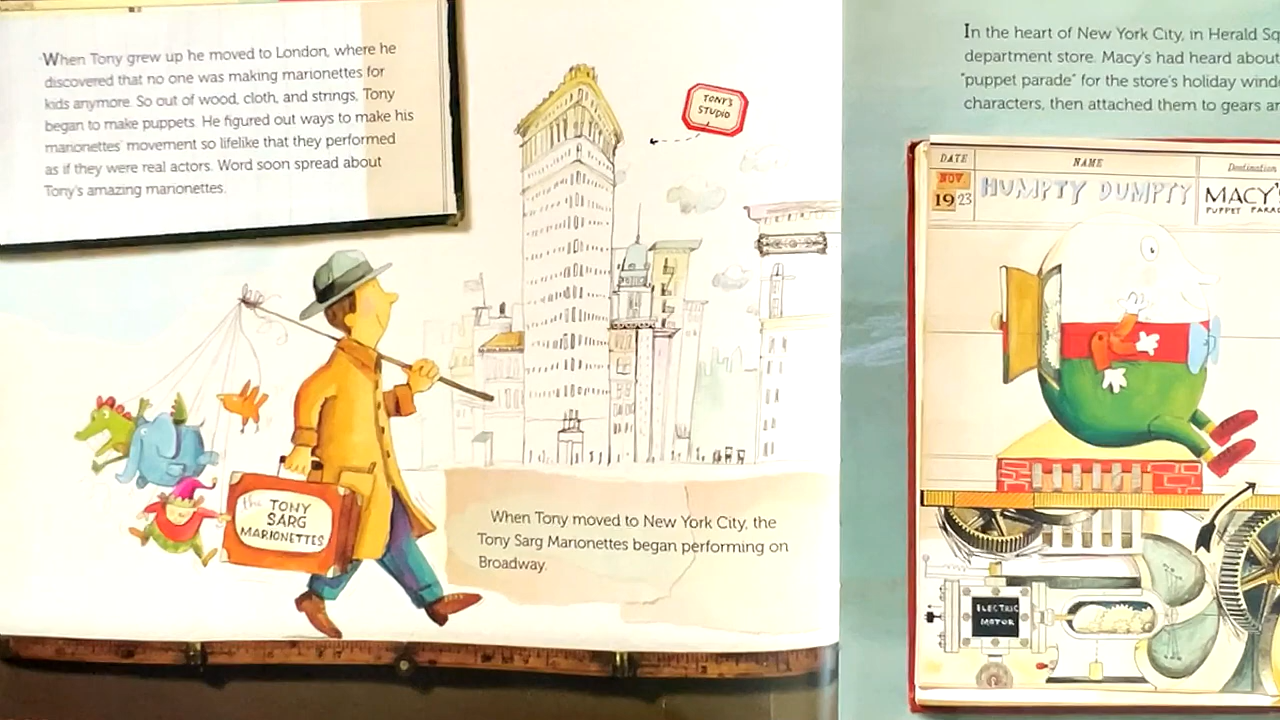 When Tony grew up he moved to London, where he
discovered that no one was making marionettes for
kids anymore. So out of wood, cloth, and strings, Tony
began to make puppets. He figured out ways to make his
marionettes' movement so lifelike that they performed
as if they were real actors. Word soon spread about
Tony's amazing marionettes.
TONY'S
STUDIO
the TONY
SARG
MARIONETTES
When Tony moved to New York City, the
Tony Sarg Marionettes began performing on
Broadway.
In the heart of New York City, in Herald Sq
department store. Macy's had heard about
"puppet parade" for the store's holiday wind
characters, then attached them to gears an
DATE NAME Destination
NOV
1923
HUMPTY DUMPTY
MACY'S
PUPPET PARA
ELECTRIC
MOTOR